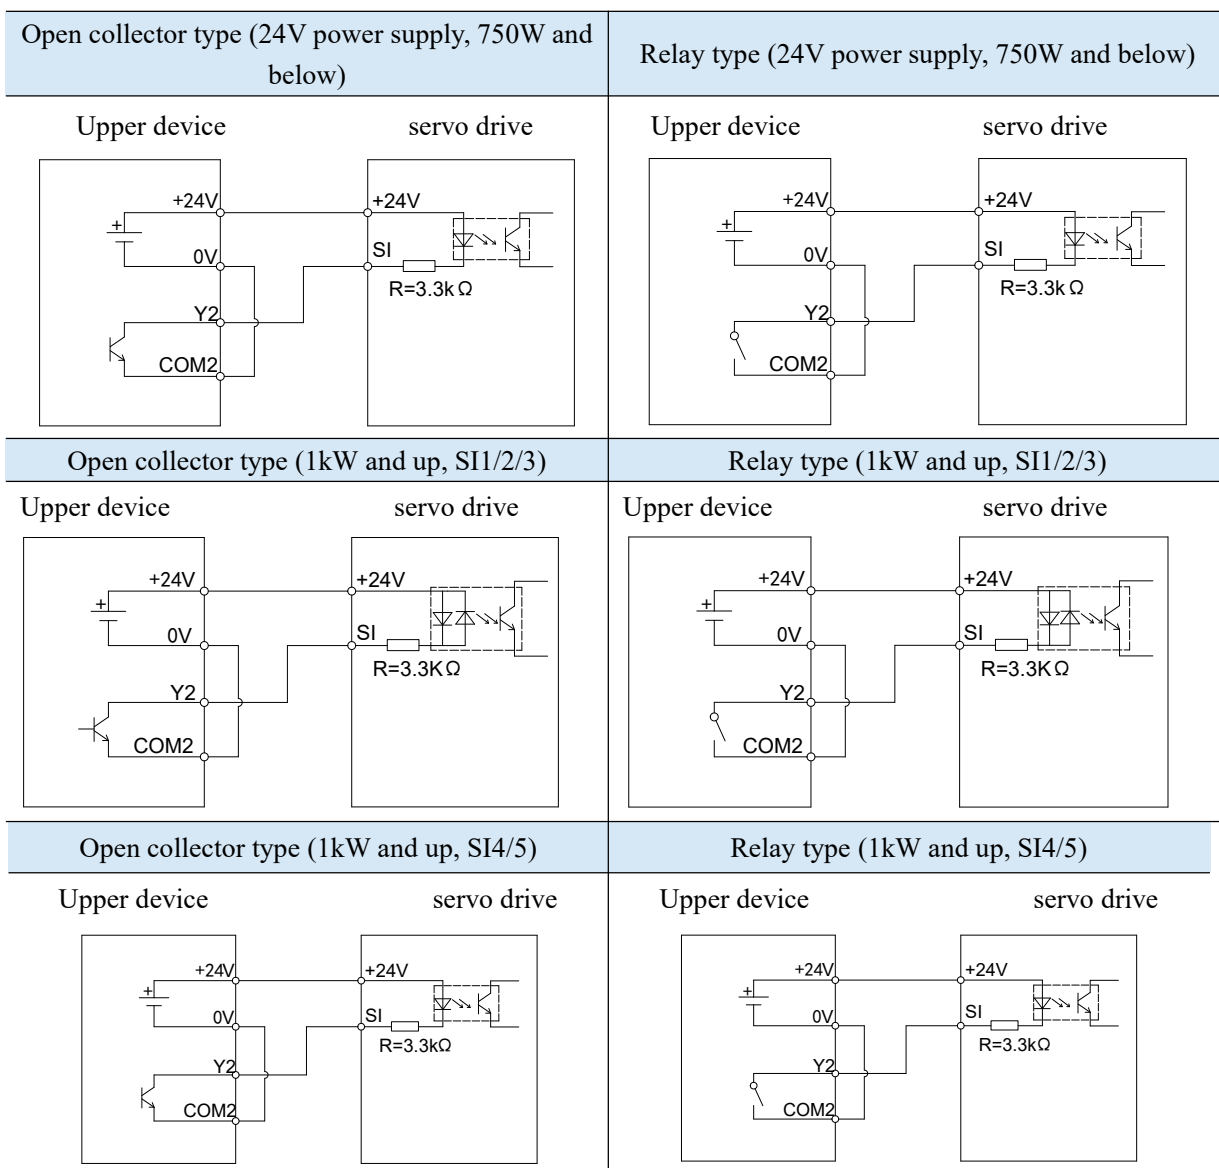 Open collector type (24V power supply, 750W and
below)
Relay type (24V power supply, 750W and below)
Upper device
servo drive
+24V
+24V
+
0V
SI
R=3.3kΩ
Y2
COM2
Upper device
servo drive
+24V
+24V
+
0V
SI
R=3.3kΩ
Y2
COM2
Open collector type (1kW and up, SI1/2/3)
Relay type (1kW and up, SI1/2/3)
Upper device
servo drive
+24V
+24V
+
0V
SI
R=3.3KΩ
Y2
COM2
Upper device
servo drive
+24V
+24V
+
0V
SI
R=3.3KΩ
Y2
COM2
Open collector type (1kW and up, SI4/5)
Relay type (1kW and up, SI4/5)
Upper device
servo drive
+24V
+24V
+
0V
SI
R=3.3kΩ
Y2
COM2
Upper device
servo drive
+24V
+24V
+
0V
SI
R=3.3kΩ
Y2
COM2